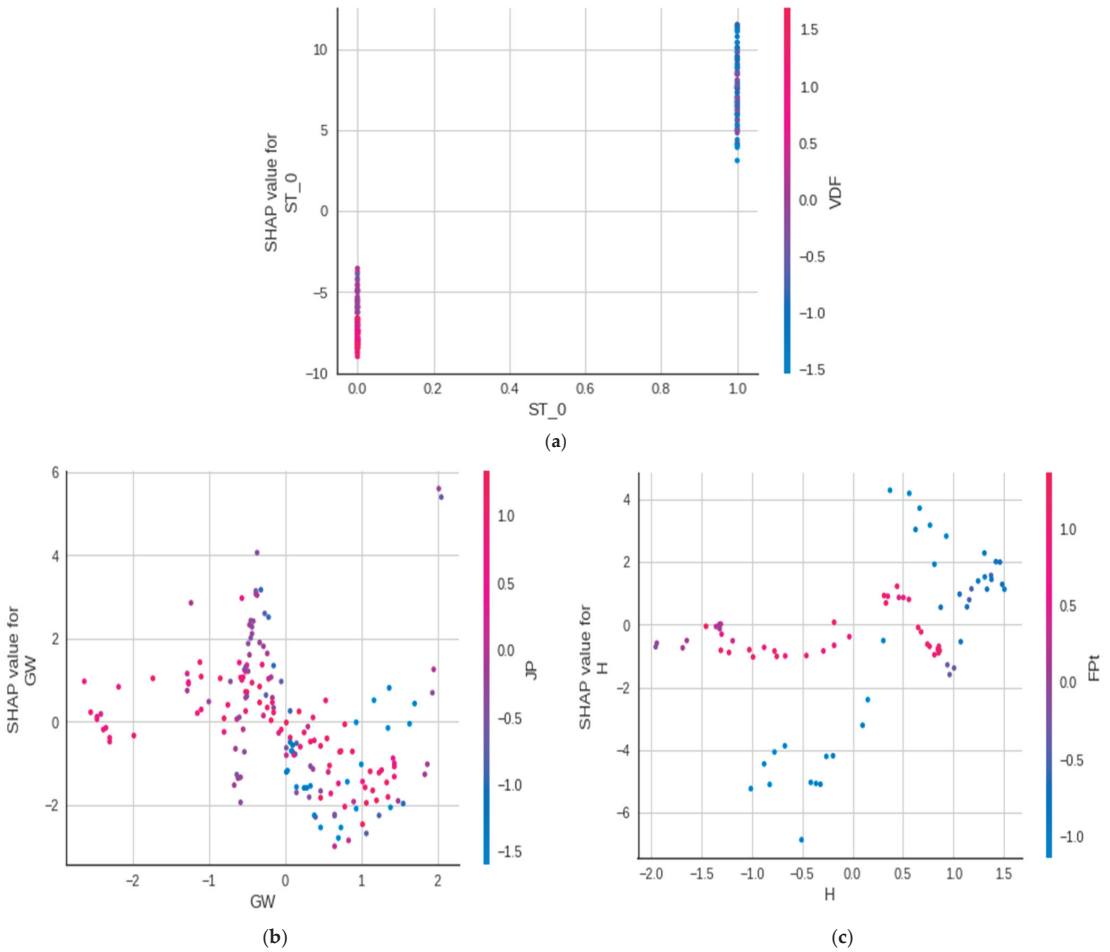 10
5
0
−5
−10
SHAP value for
ST_0
0.0 0.2 0.4 0.6 0.8 1.0
ST_0
1.5
1.0
0.5
0.0
−0.5
−1.0
−1.5
VDF
(a)
6
4
2
0
−2
SHAP value for
GW
−2 −1 0 1 2
GW
1.0
0.5
0.0
−0.5
−1.0
−1.5
JP
(b)
4
2
0
−2
−4
−6
SHAP value for
H
−2.0 −1.5 −1.0 −0.5 0.0 0.5 1.0 1.5
H
1.0
0.5
0.0
−0.5
−1.0
FPt
(c)